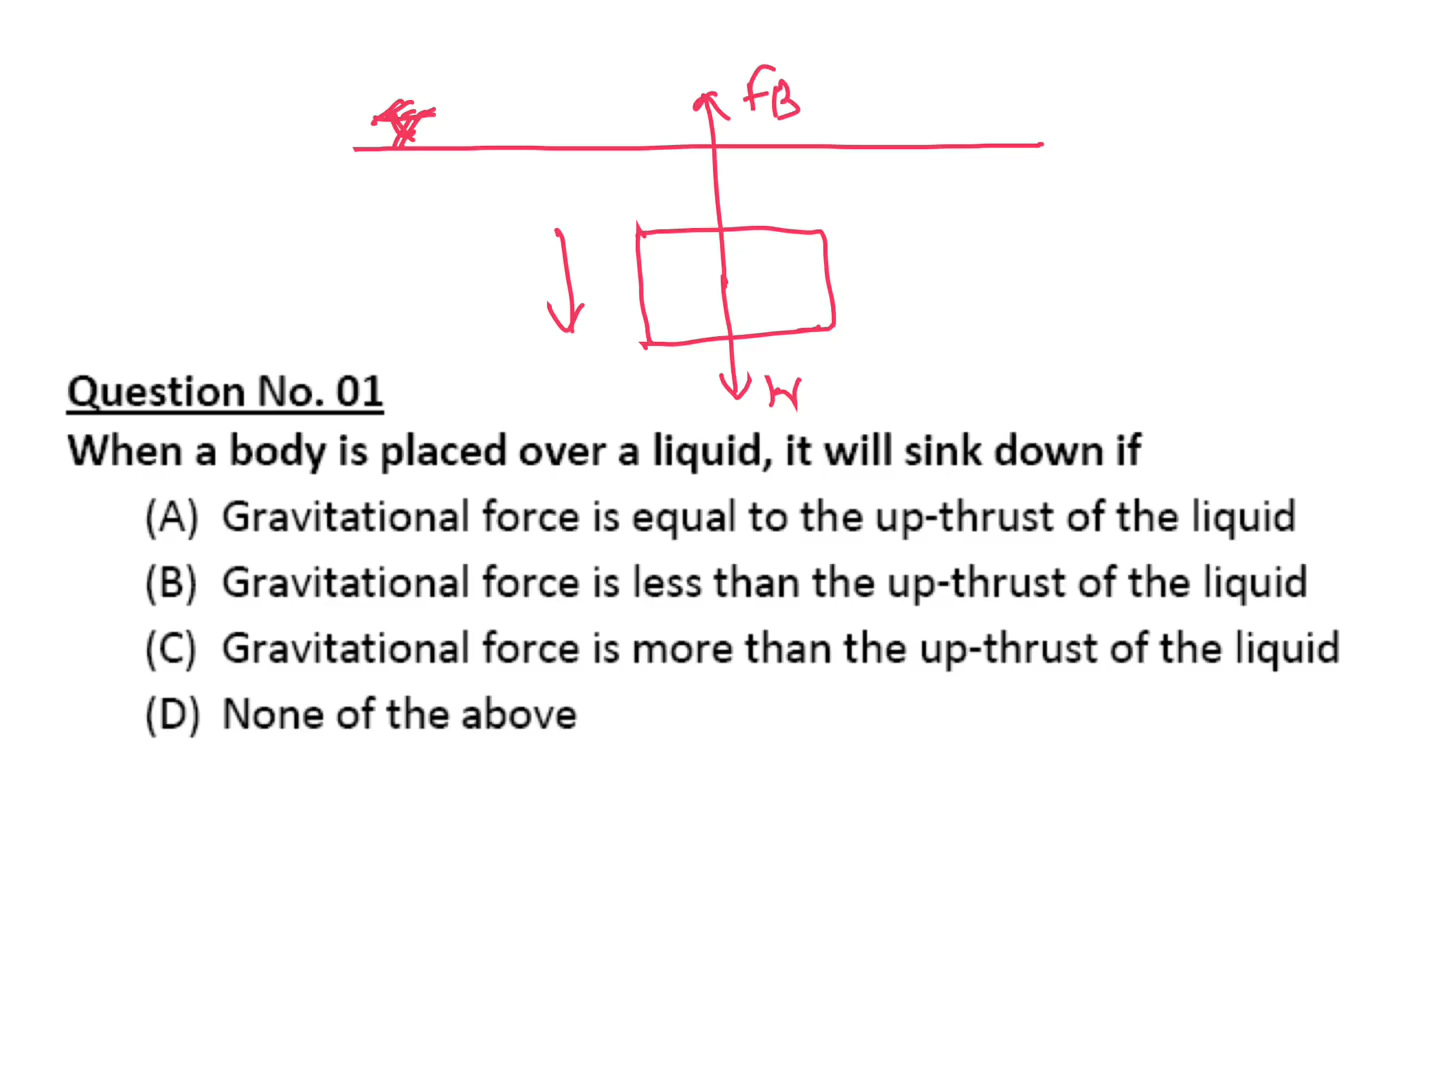 FB
W
Question No. 01
When a body is placed over a liquid, it will sink down if
(A) Gravitational force is equal to the up-thrust of the liquid
(B) Gravitational force is less than the up-thrust of the liquid
(C) Gravitational force is more than the up-thrust of the liquid
(D) None of the above